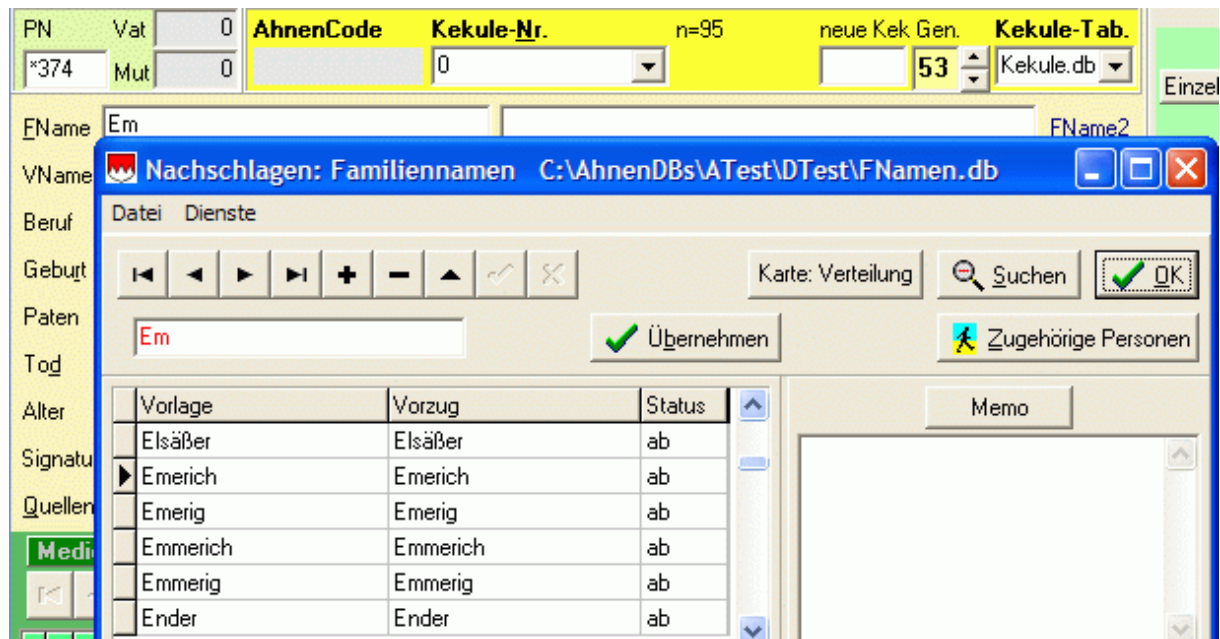 PN Vat 0 AhnenCode Kekule-Nr. n=95 neue Kek Gen. Kekule-Tab.
*374 Mut 0 0 53 Kekule.db
Einzel
FName Em FName2
VName Nachschlagen: Familiennamen C:\AhnenDBs\ATest\DTest\FNamen.db
Beruf Datei Dienste
Geburt Karte: Verteilung Suchen OK
Paten Em Übernehmen Zugehörige Personen
Tod
Alter Vorlage Vorzug Status Memo
Elsäßer Elsäßer ab
Signatu Emerich Emerich ab
Quellen Emerig Emerig ab
Medi Emmerich Emmerich ab
Emmerig Emmerig ab
Ender Ender ab